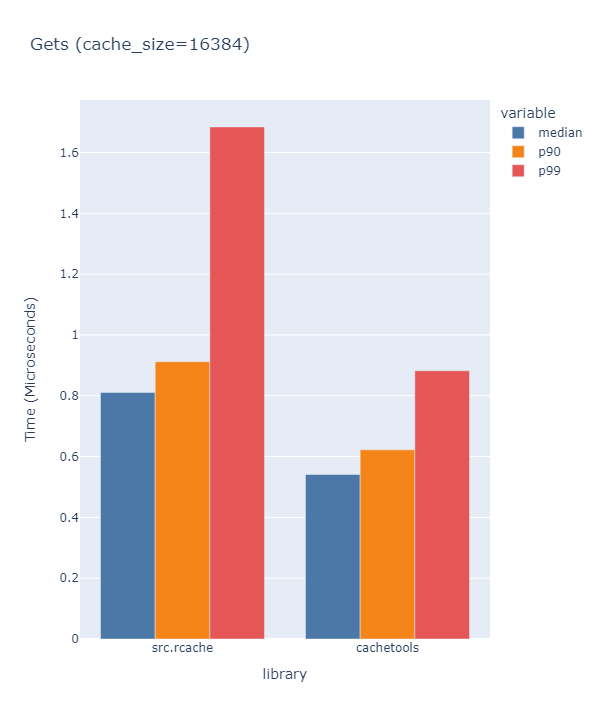 Gets (cache_size=16384)
variable
median
p90
p99
Time (Microseconds)
1.6
1.4
1.2
1
0.8
0.6
0.4
0.2
0
src.rcache
cachetools
library